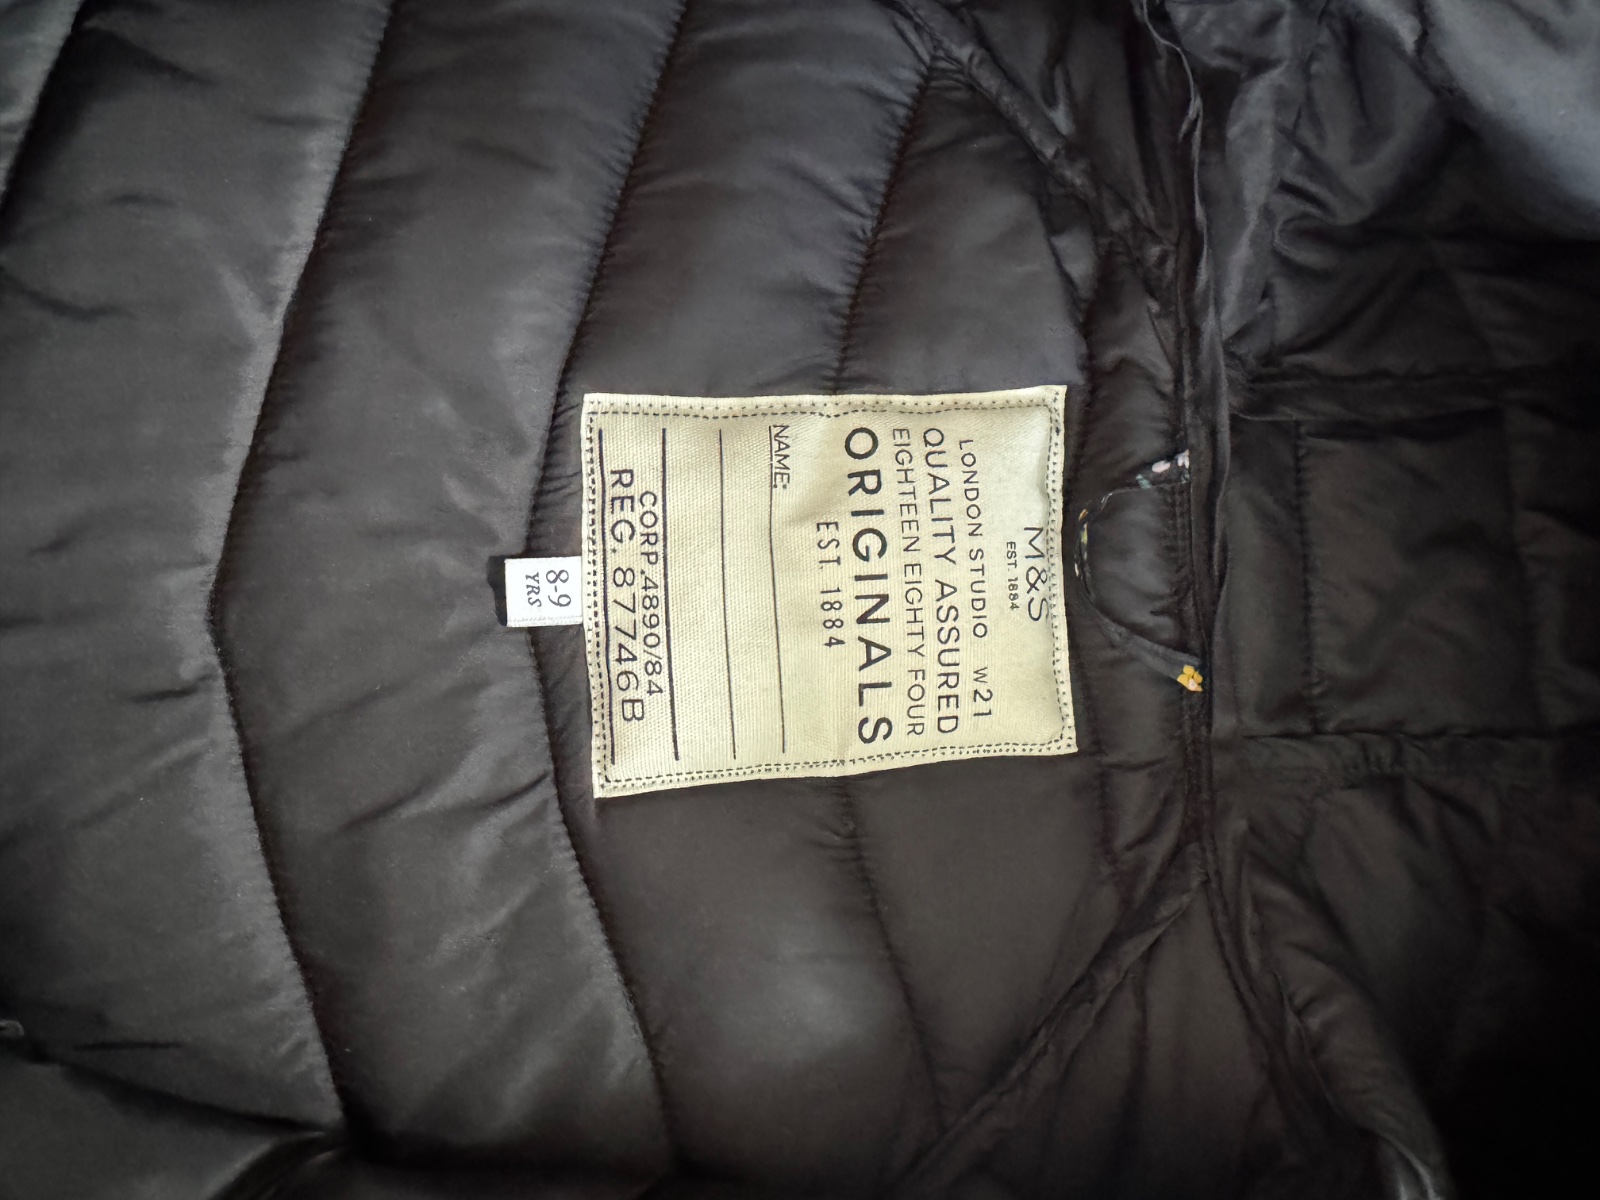 M&S
EST. 1884
LONDON STUDIO W21
QUALITY ASSURED
EIGHTEEN EIGHTY FOUR
ORIGINALS
EST. 1884
NAME:
CORP.4890/84
REG. 87746B
8-9
YRS